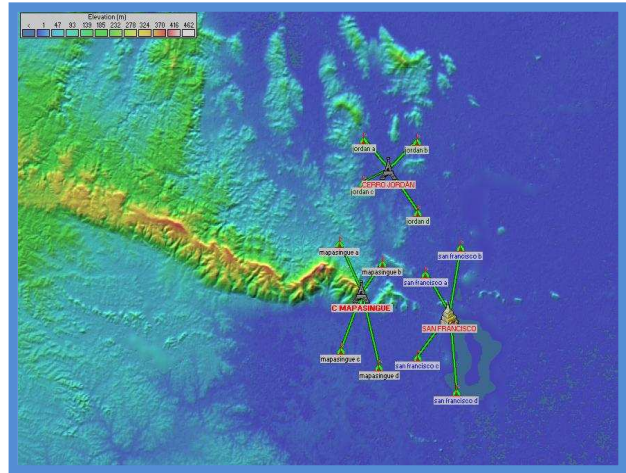 Elevation (m)
< 1 47 93 139 185 232 278 324 370 416 462
jordan a
jordan b
jordan c
CERRO JORDAN
jordan d
mapasingue a
san francisco b
mapasingue b
san francisco a
C MAPASINGUE
SAN FRANCISCO
mapasingue c
san francisco c
mapasingue d
san francisco d